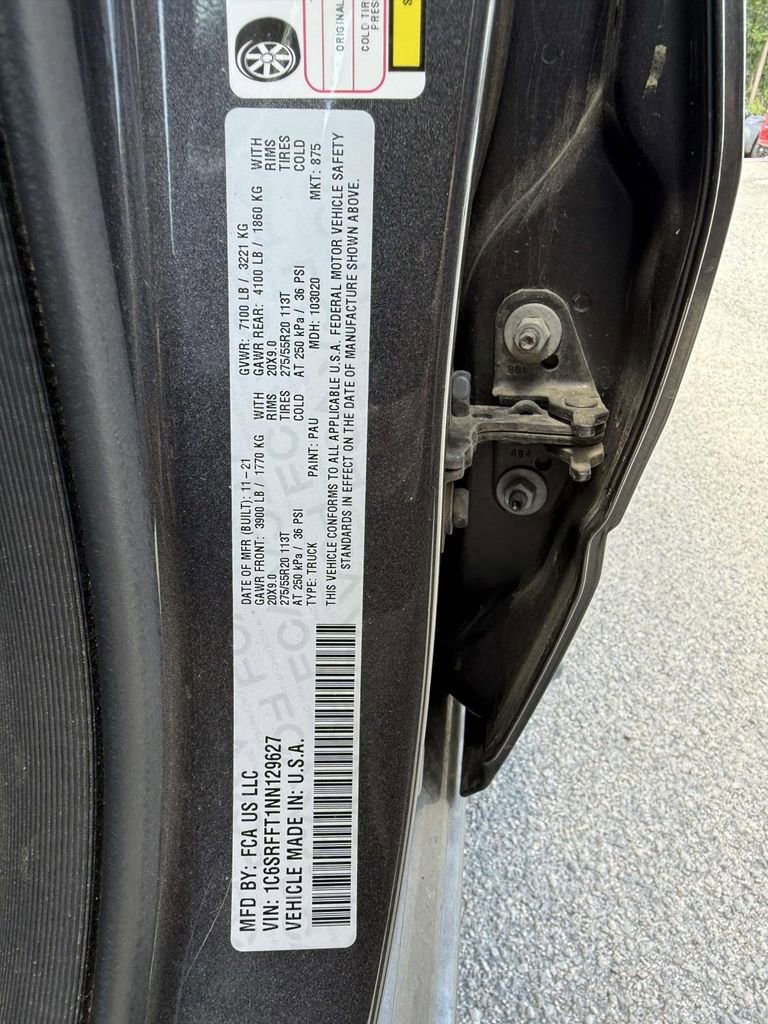 ORIGINAL
COLD TIR
PRES
MFD BY: FCA US LLC
VIN: 1C6SRFFT1NN129627
VEHICLE MADE IN: U.S.A.
DATE OF MFR (BUILT): 11-21 GVWR: 7100 LB / 3221 KG
GAWR FRONT: 3900 LB / 1770 KG WITH GAWR REAR: 4100 LB / 1860 KG WITH
20X9.0 RIMS 20X9.0 RIMS
275/55R20 113T TIRES 275/55R20 113T TIRES
AT 250 kPa / 36 PSI COLD AT 250 kPa / 36 PSI COLD
TYPE: TRUCK PAINT: PAU MDH: 103020 MKT: 875
THIS VEHICLE CONFORMS TO ALL APPLICABLE U.S.A. FEDERAL MOTOR VEHICLE SAFETY
STANDARDS IN EFFECT ON THE DATE OF MANUFACTURE SHOWN ABOVE.
494